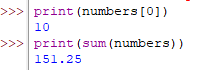 >>> print(numbers[0])
10
>>> print(sum(numbers))
151.25